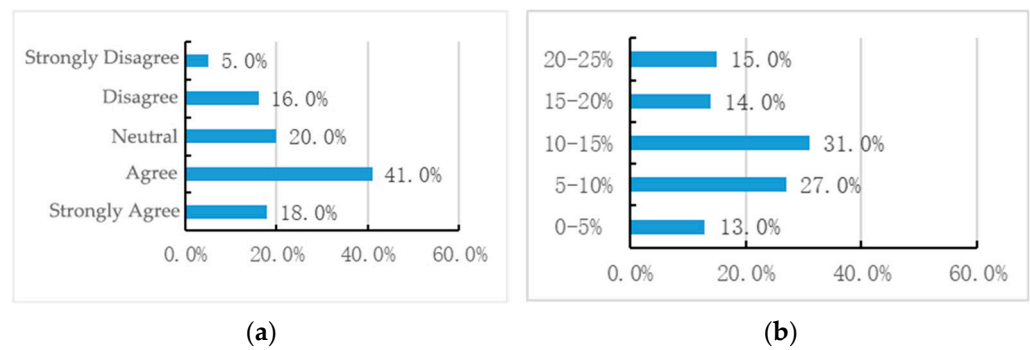 Strongly Disagree 5.0%
Disagree 16.0%
Neutral 20.0%
Agree 41.0%
Strongly Agree 18.0%
0.0% 20.0% 40.0% 60.0%
(a)
20-25% 15.0%
15-20% 14.0%
10-15% 31.0%
5-10% 27.0%
0-5% 13.0%
0.0% 20.0% 40.0% 60.0%
(b)